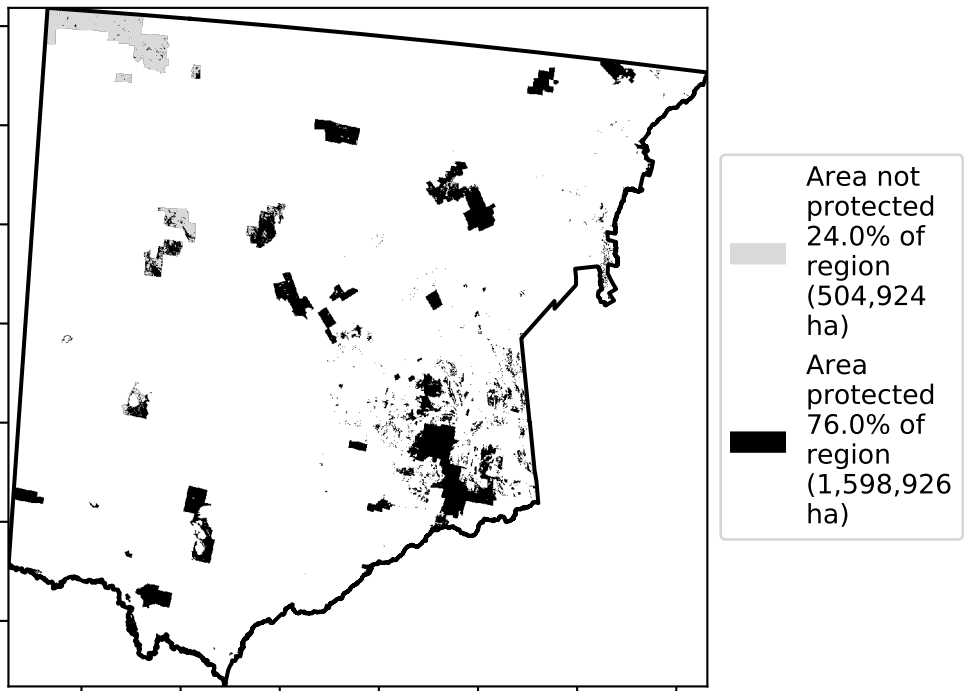 Area not
protected
24.0% of
region
(504,924
ha)
Area
protected
76.0% of
region
(1,598,926
ha)